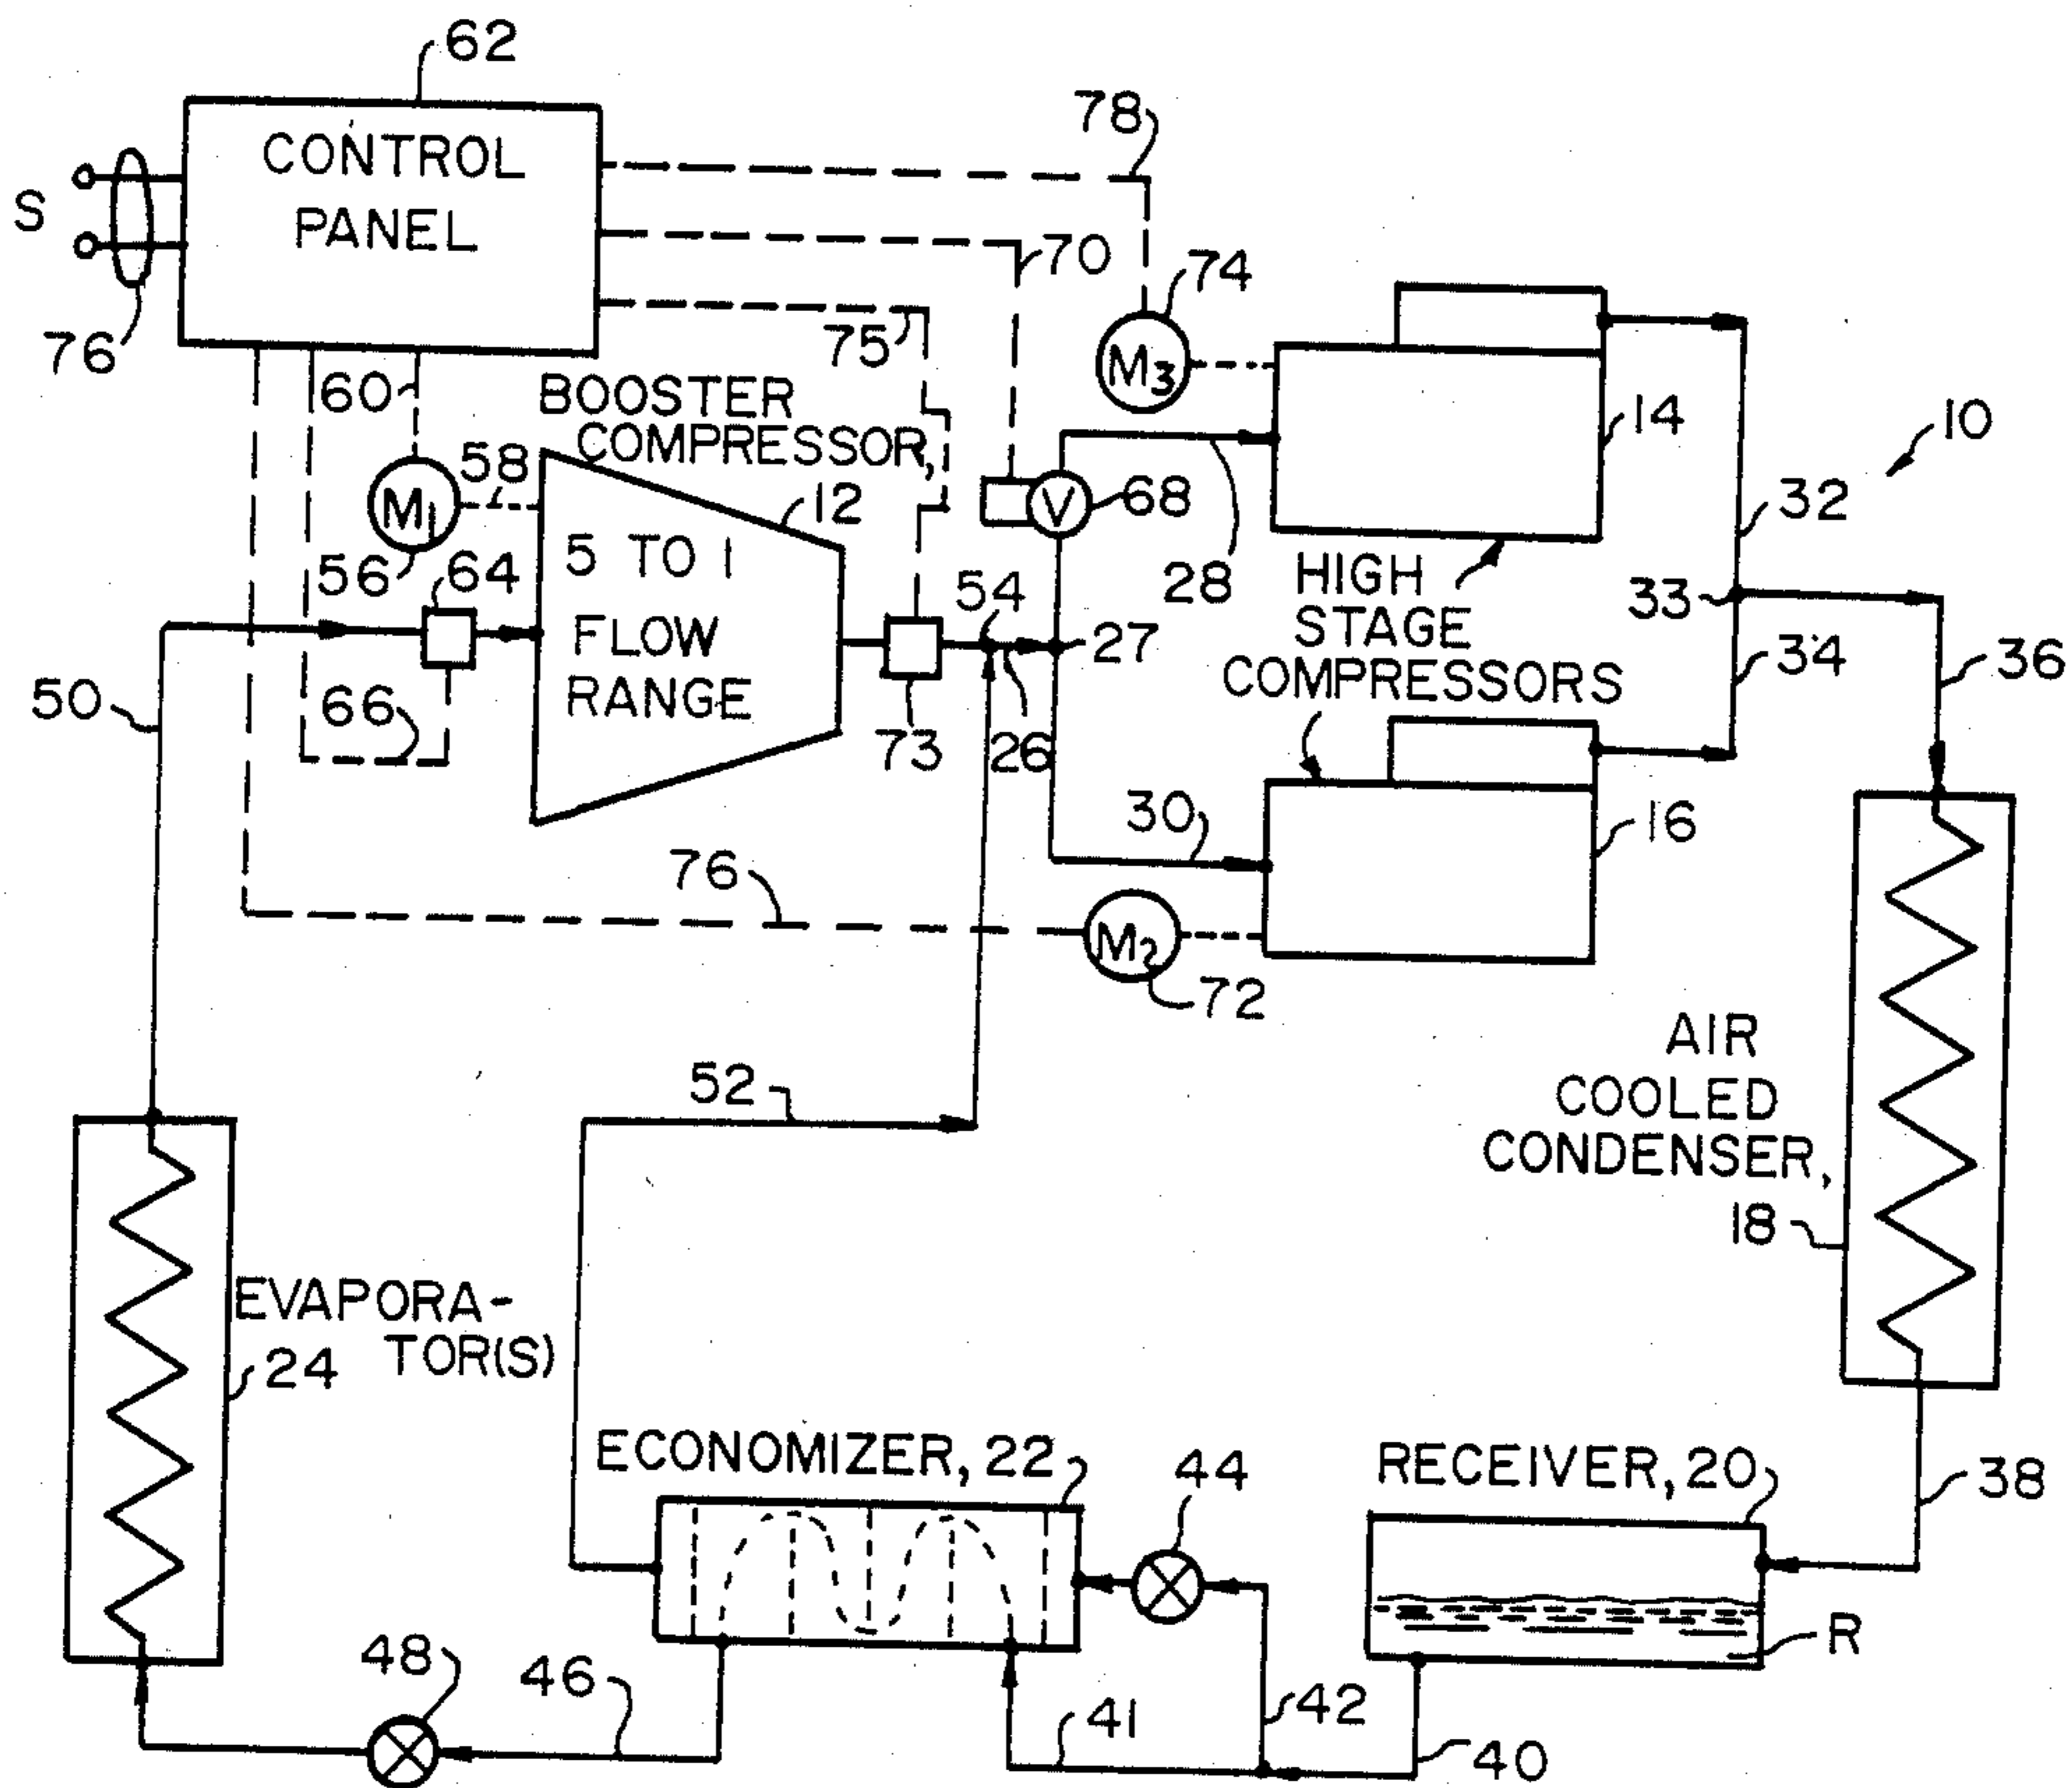 62
CONTROL
PANEL
S
76
78
70
75
74
M3
60
BOOSTER
COMPRESSOR,
12
58
M1
56
64
5 TO 1
FLOW
RANGE
66
50
73
54
26
27
V
68
28
14
10
32
HIGH
STAGE
COMPRESSORS
33
34
36
30
16
76
M2
72
52
AIR
COOLED
CONDENSER,
18
EVAPORA-
TOR(S)
24
ECONOMIZER, 22
44
RECEIVER, 20
38
R
48
46
41
42
40